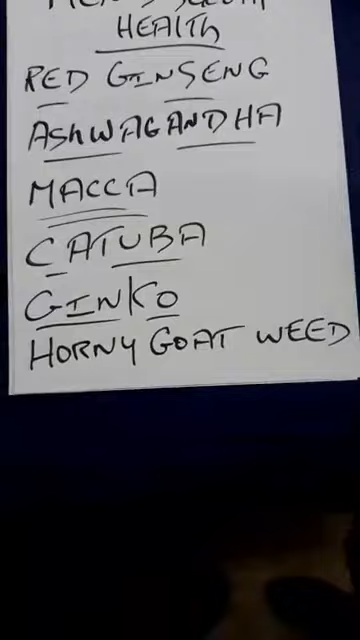 HEALTH
RED GINSENG
ASHWAGANDHA
MACCA
CATUBA
GINKO
HORNY GOAT WEED